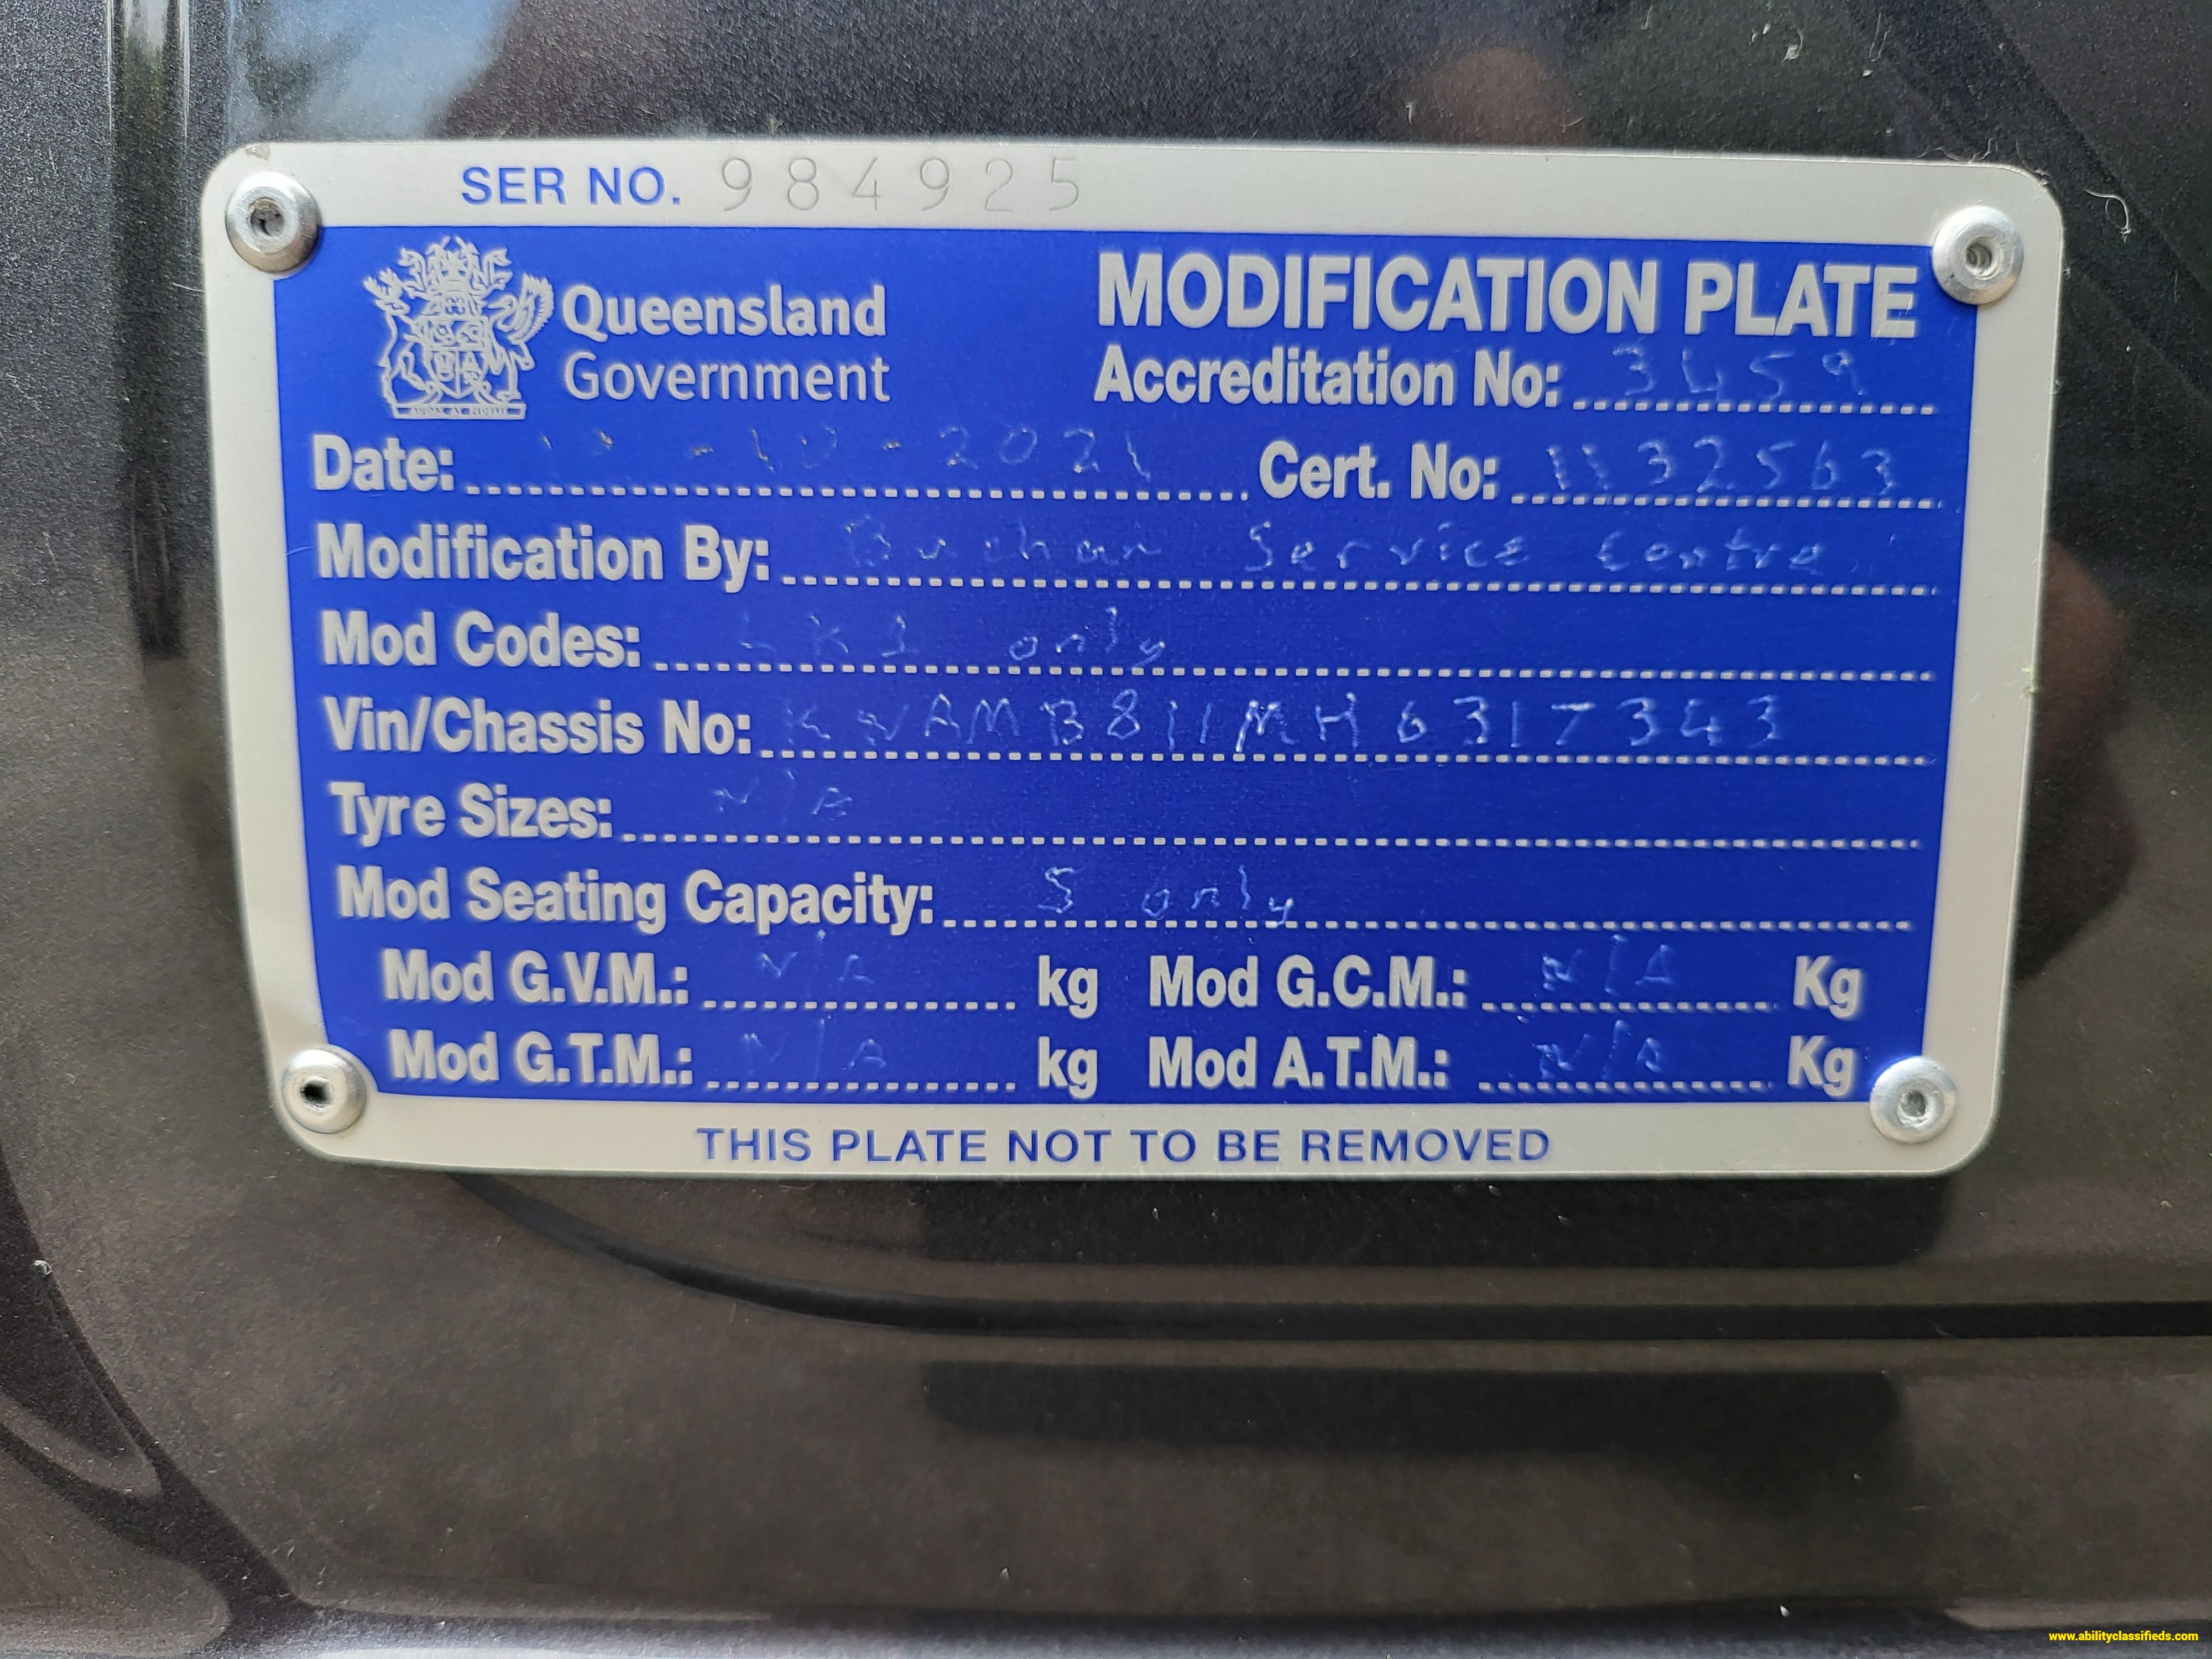 SER NO. 984925
Queensland
Government
MODIFICATION PLATE
Accreditation No: 3459
Date: -10-2021 Cert. No: 1132563
Modification By: Buchan Service Centre
Mod Codes: LK1 only
Vin/Chassis No: KNAMB811MH6317343
Tyre Sizes: N/A
Mod Seating Capacity: 5 only
Mod G.V.M.: N/A kg Mod G.C.M.: N/A Kg
Mod G.T.M.: N/A kg Mod A.T.M.: N/A Kg
THIS PLATE NOT TO BE REMOVED
www.abilityclassifieds.com